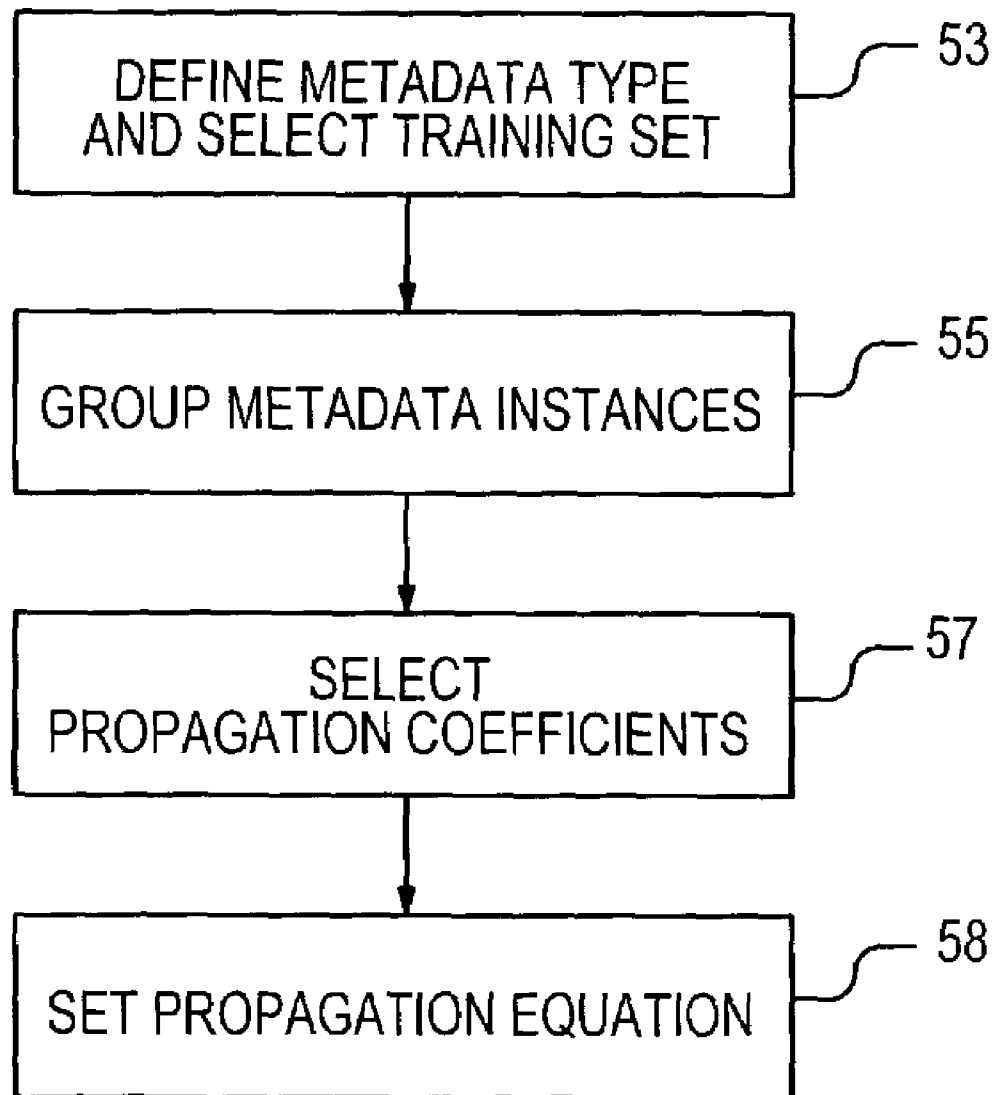 53
DEFINE METADATA TYPE
AND SELECT TRAINING SET
55
GROUP METADATA INSTANCES
57
SELECT
PROPAGATION COEFFICIENTS
58
SET PROPAGATION EQUATION